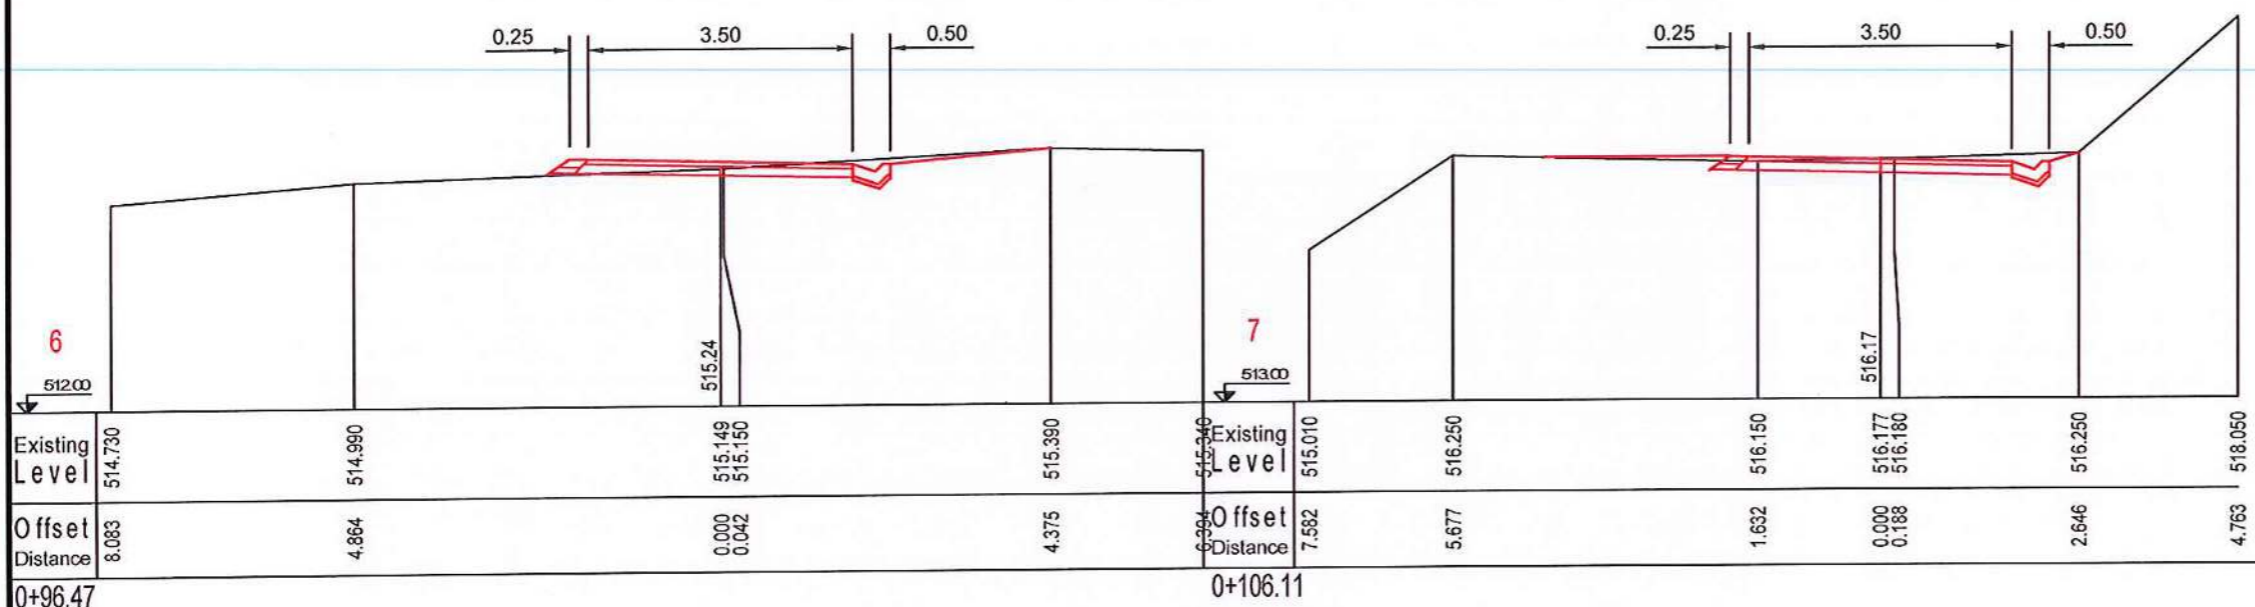 0.25 3.50 0.50
6
512.00
515.24
Existing Level 514.730 514.990 515.149 515.150 515.390 515.340
Offset Distance 8.083 4.864 0.000 0.042 4.375 6.394
0+96.47
0.25 3.50 0.50
7
513.00
516.17
Existing Level 515.010 516.250 516.150 516.177 516.180 516.250 518.050
Offset Distance 7.582 5.677 1.632 0.000 0.188 2.646 4.763
0+106.11